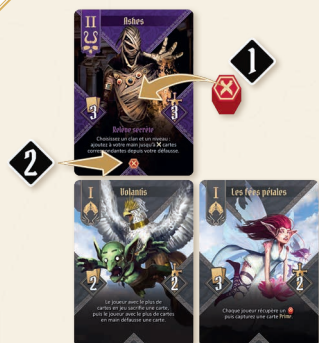 1
II
Ashes
3
3
Relève secrète
Choisissez un clan et un niveau :
ajoutez à votre main jusqu'à X cartes
correspondantes depuis votre défausse.
2
I
Volantis
2
2
Le joueur avec le plus de
cartes en jeu sacrifie une carte,
puis le joueur avec le plus de cartes
en main défausse une carte.
I
Les fées pétales
3
2
Chaque joueur récupère un
puis capturez une carte Prime.